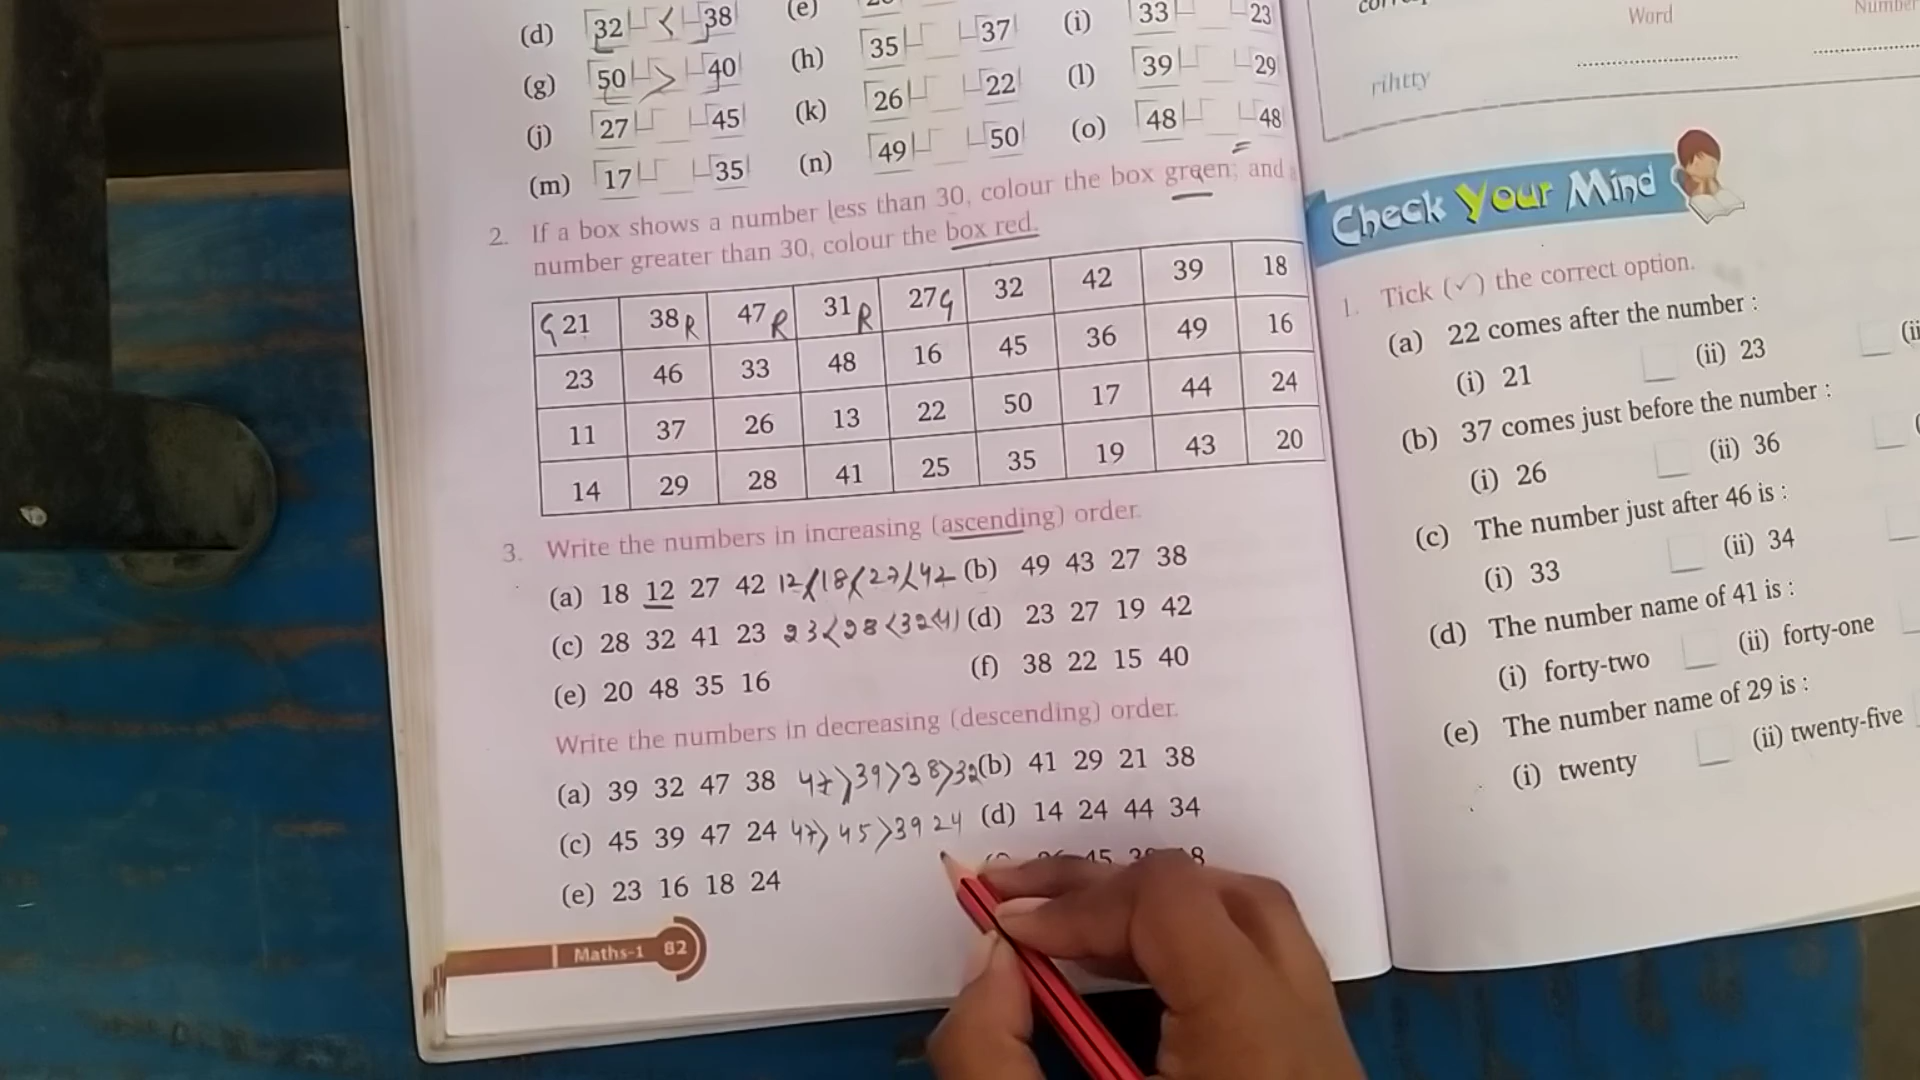 (d) 32 < 38 (e)
(i) 33 23
(g) 50 > 40 (h) 35 37
(l) 39 29
(j) 27 45 (k) 26 22
(m) 17 35 (n) 49 50 (o) 48 = 48
2. If a box shows a number less than 30, colour the box green; and
number greater than 30, colour the box red.
G 21 38 R 47 R 31 R 27 G 32 42 39 18
23 46 33 48 16 45 36 49 16
11 37 26 13 22 50 17 44 24
14 29 28 41 25 35 19 43 20
3. Write the numbers in increasing (ascending) order.
(a) 18 12 27 42 12<18<27<42 (b) 49 43 27 38
(c) 28 32 41 23 23<28<32<41 (d) 23 27 19 42
(e) 20 48 35 16 (f) 38 22 15 40
Write the numbers in decreasing (descending) order.
(a) 39 32 47 38 47>39>38>32 (b) 41 29 21 38
(c) 45 39 47 24 47>45>39 24 (d) 14 24 44 34
45
(e) 23 16 18 24
Maths-1 82
Word Number
rihtty
Check Your Mind
1. Tick (✓) the correct option.
(a) 22 comes after the number :
(i) 21 (ii) 23
(b) 37 comes just before the number :
(i) 26 (ii) 36
(c) The number just after 46 is :
(i) 33 (ii) 34
(d) The number name of 41 is :
(i) forty-two (ii) forty-one
(e) The number name of 29 is :
(i) twenty (ii) twenty-five